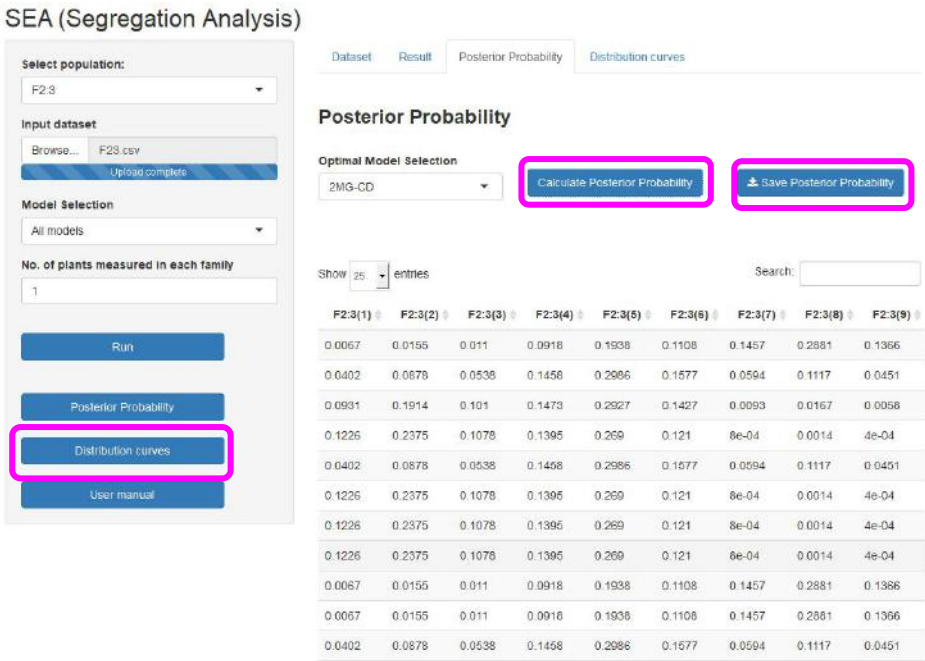 SEA (Segregation Analysis)
Select population:
F2:3
Input dataset
Browse... F23.csv
Upload complete
Model Selection
All models
No. of plants measured in each family
1
Run
Posterior Probability
Distribution curves
User manual
Dataset Result Posterior Probability Distribution curves
Posterior Probability
Optimal Model Selection
2MG-CD Calculate Posterior Probability Save Posterior Probability
Show 25 entries Search:
F2:3(1) F2:3(2) F2:3(3) F2:3(4) F2:3(5) F2:3(6) F2:3(7) F2:3(8) F2:3(9)
0.0067 0.0155 0.011 0.0918 0.1938 0.1108 0.1457 0.2881 0.1366
0.0402 0.0878 0.0538 0.1458 0.2986 0.1577 0.0594 0.1117 0.0451
0.0931 0.1914 0.101 0.1473 0.2927 0.1427 0.0093 0.0167 0.0058
0.1226 0.2375 0.1078 0.1395 0.269 0.121 8e-04 0.0014 4e-04
0.0402 0.0878 0.0538 0.1458 0.2986 0.1577 0.0594 0.1117 0.0451
0.1226 0.2375 0.1078 0.1395 0.269 0.121 8e-04 0.0014 4e-04
0.1226 0.2375 0.1078 0.1395 0.269 0.121 8e-04 0.0014 4e-04
0.1226 0.2375 0.1078 0.1395 0.269 0.121 8e-04 0.0014 4e-04
0.0067 0.0155 0.011 0.0918 0.1938 0.1108 0.1457 0.2881 0.1366
0.0067 0.0155 0.011 0.0918 0.1938 0.1108 0.1457 0.2881 0.1366
0.0402 0.0878 0.0538 0.1458 0.2986 0.1577 0.0594 0.1117 0.0451